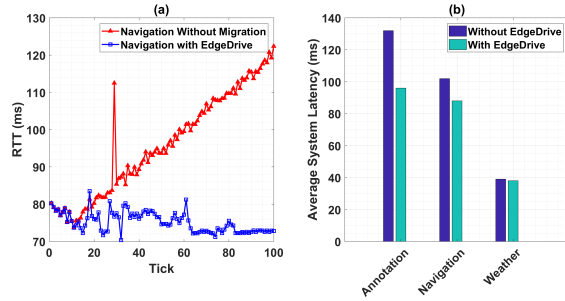 (a)
130
120
110
100
90
80
70
RTT (ms)
0
20
40
60
80
100
Tick
Navigation Without Migration
Navigation with EdgeDrive
(b)
140
120
100
80
60
40
20
0
Average System Latency (ms)
Annotation
Navigation
Weather
Without EdgeDrive
With EdgeDrive